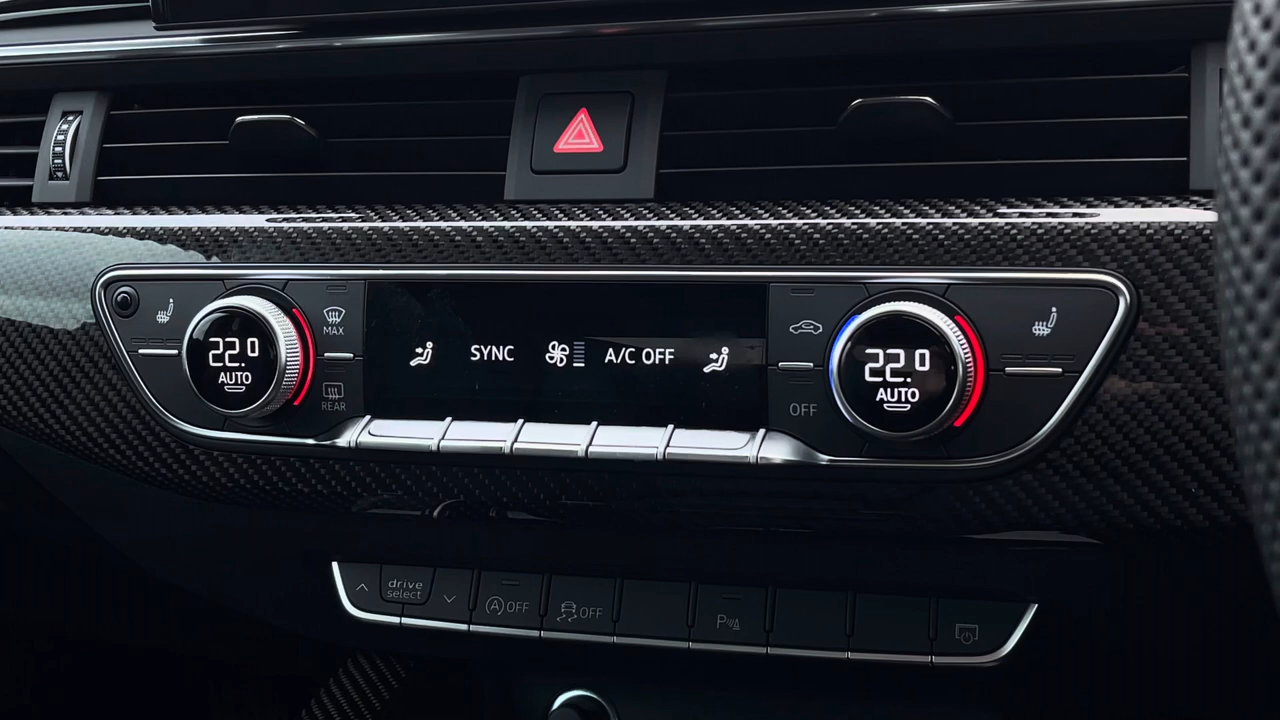 MAX
22.0
AUTO
REAR
SYNC
A/C OFF
OFF
22.0
AUTO
drive
select
A OFF
OFF
P